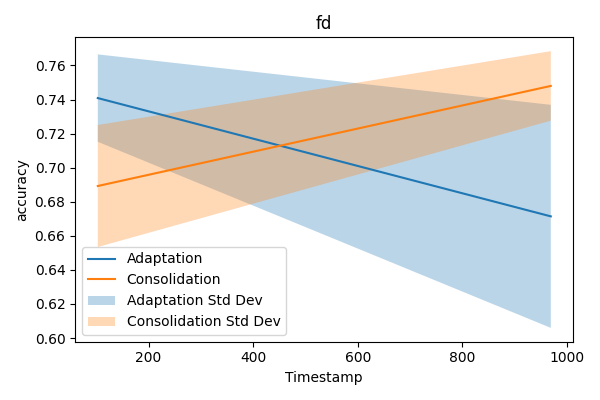 fd
accuracy
0.76
0.74
0.72
0.70
0.68
0.66
0.64
0.62
0.60
Adaptation
Consolidation
Adaptation Std Dev
Consolidation Std Dev
200 400 600 800 1000
Timestamp